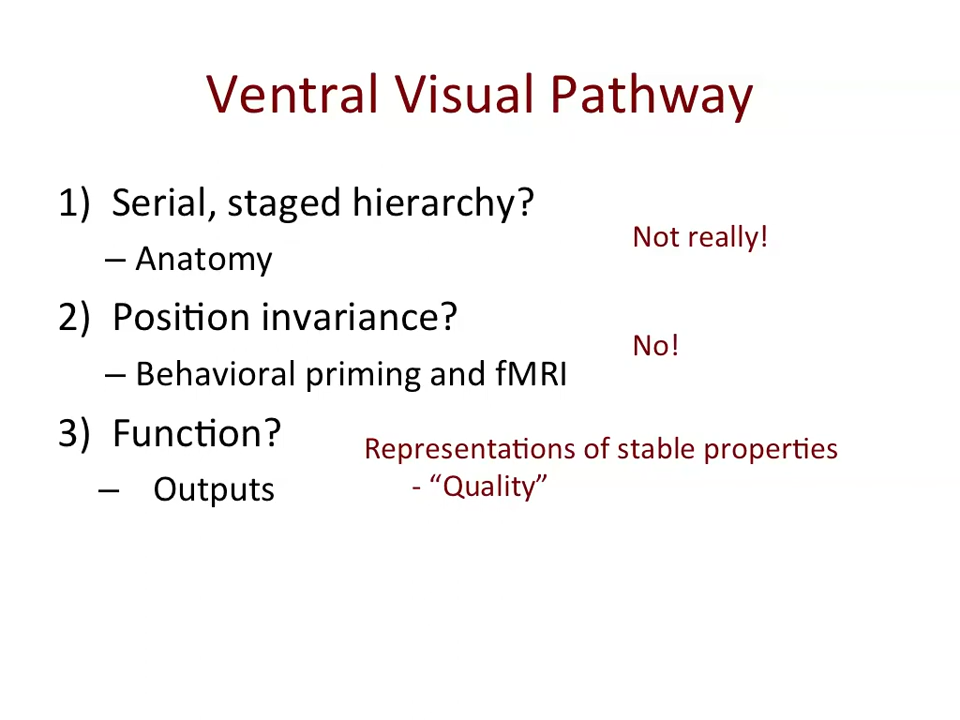 Ventral Visual Pathway
1) Serial, staged hierarchy?
Not really!
– Anatomy
2) Position invariance?
No!
– Behavioral priming and fMRI
3) Function?
Representations of stable properties
- “Quality”
– Outputs